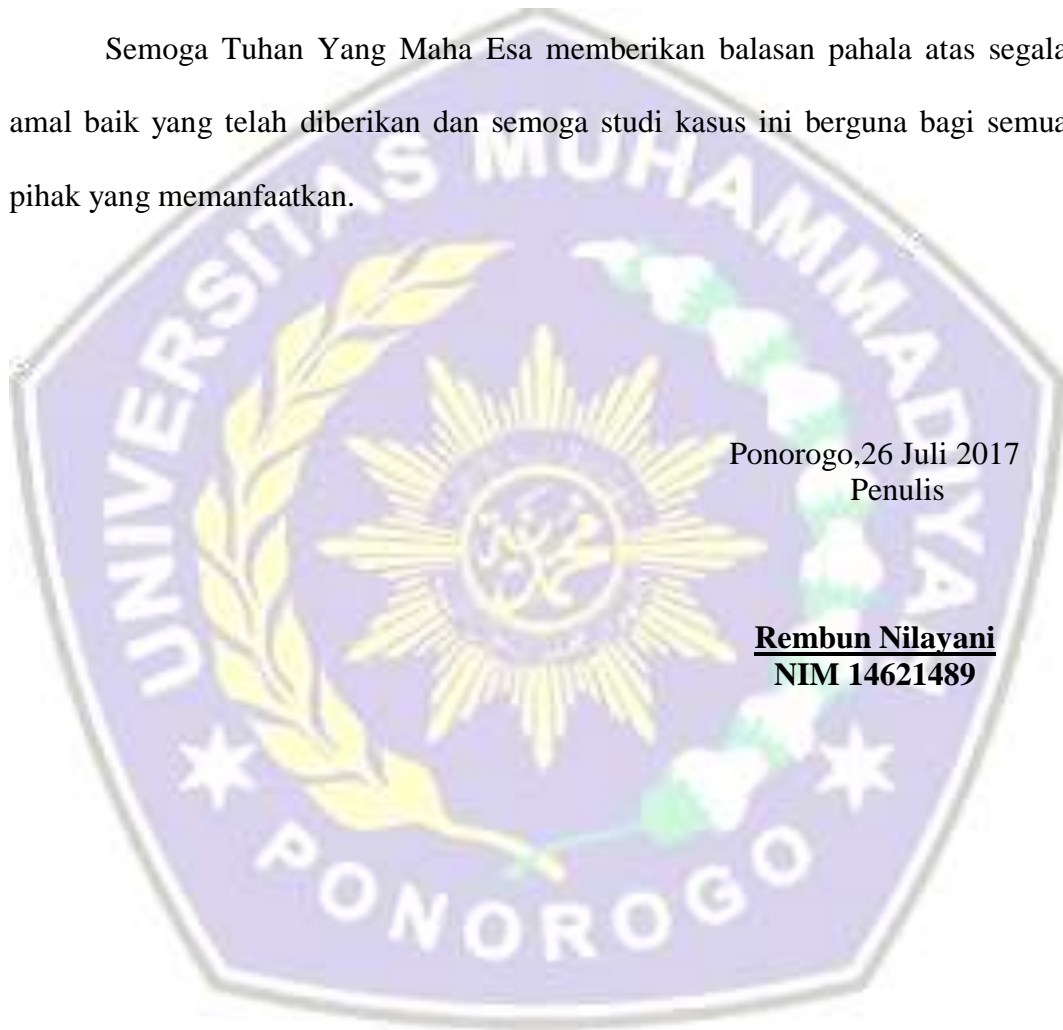 Semoga Tuhan Yang Maha Esa memberikan balasan pahala atas segala
amal baik yang telah diberikan dan semoga studi kasus ini berguna bagi semua
pihak yang memanfaatkan.
UNIVERSITAS MUHAMMADIYA
Ponorogo,26 Juli 2017
Penulis
Rembun Nilayani
NIM 14621489
PONOROGO